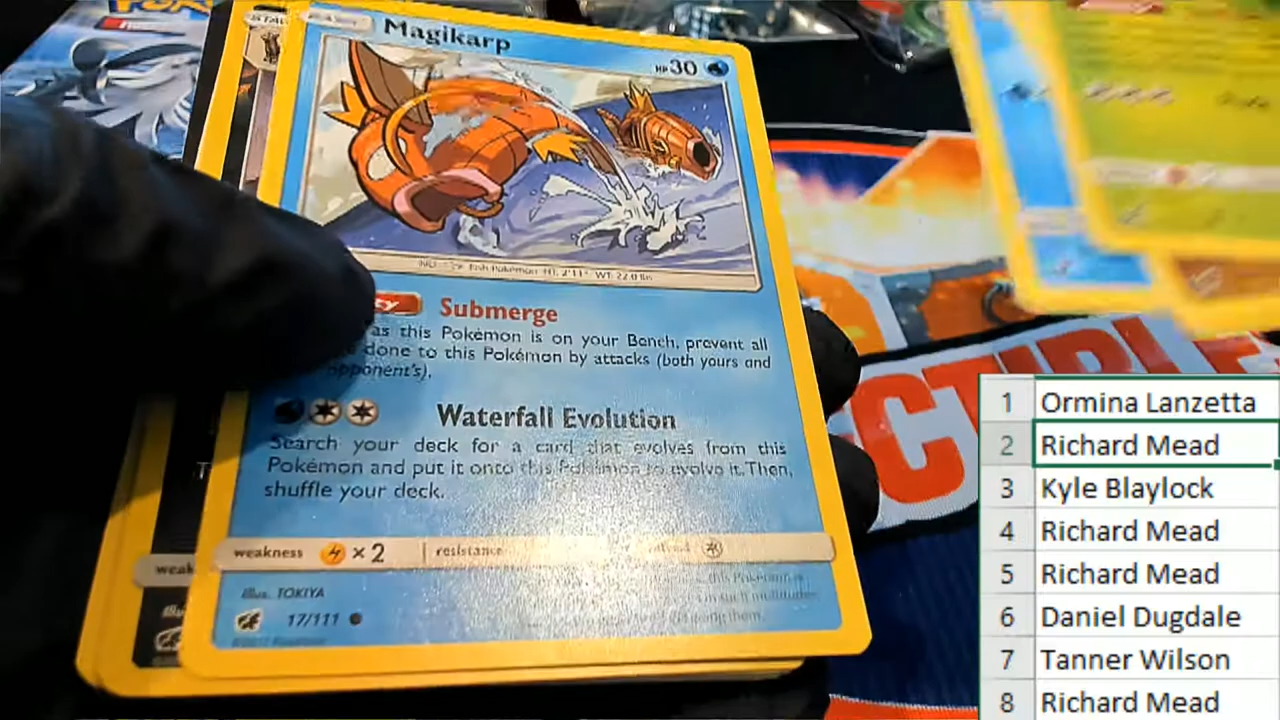 Magikarp
HP30
Submerge
as this Pokémon is on your Bench, prevent all
done to this Pokémon by attacks (both yours and
opponent's).
Waterfall Evolution
Search your deck for a card that evolves from this
Pokémon and put it onto this Pokémon to evolve it. Then,
shuffle your deck.
weakness ×2 resistance
Illus. TOKIYA
17/111
weak
1 Ormina Lanzetta
2 Richard Mead
3 Kyle Blaylock
4 Richard Mead
5 Richard Mead
6 Daniel Dugdale
7 Tanner Wilson
8 Richard Mead